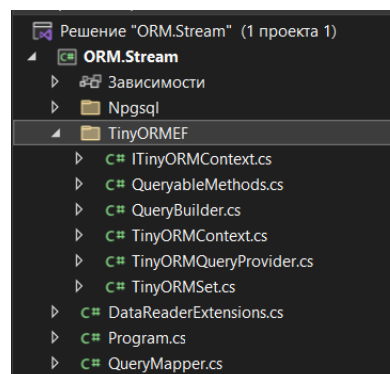 Решение "ORM.Stream" (1 проекта 1)
C# ORM.Stream
Зависимости
Npgsql
TinyORMEF
C# ITinyORMContext.cs
C# QueryableMethods.cs
C# QueryBuilder.cs
C# TinyORMContext.cs
C# TinyORMQueryProvider.cs
C# TinyORMSet.cs
C# DataReaderExtensions.cs
C# Program.cs
C# QueryMapper.cs